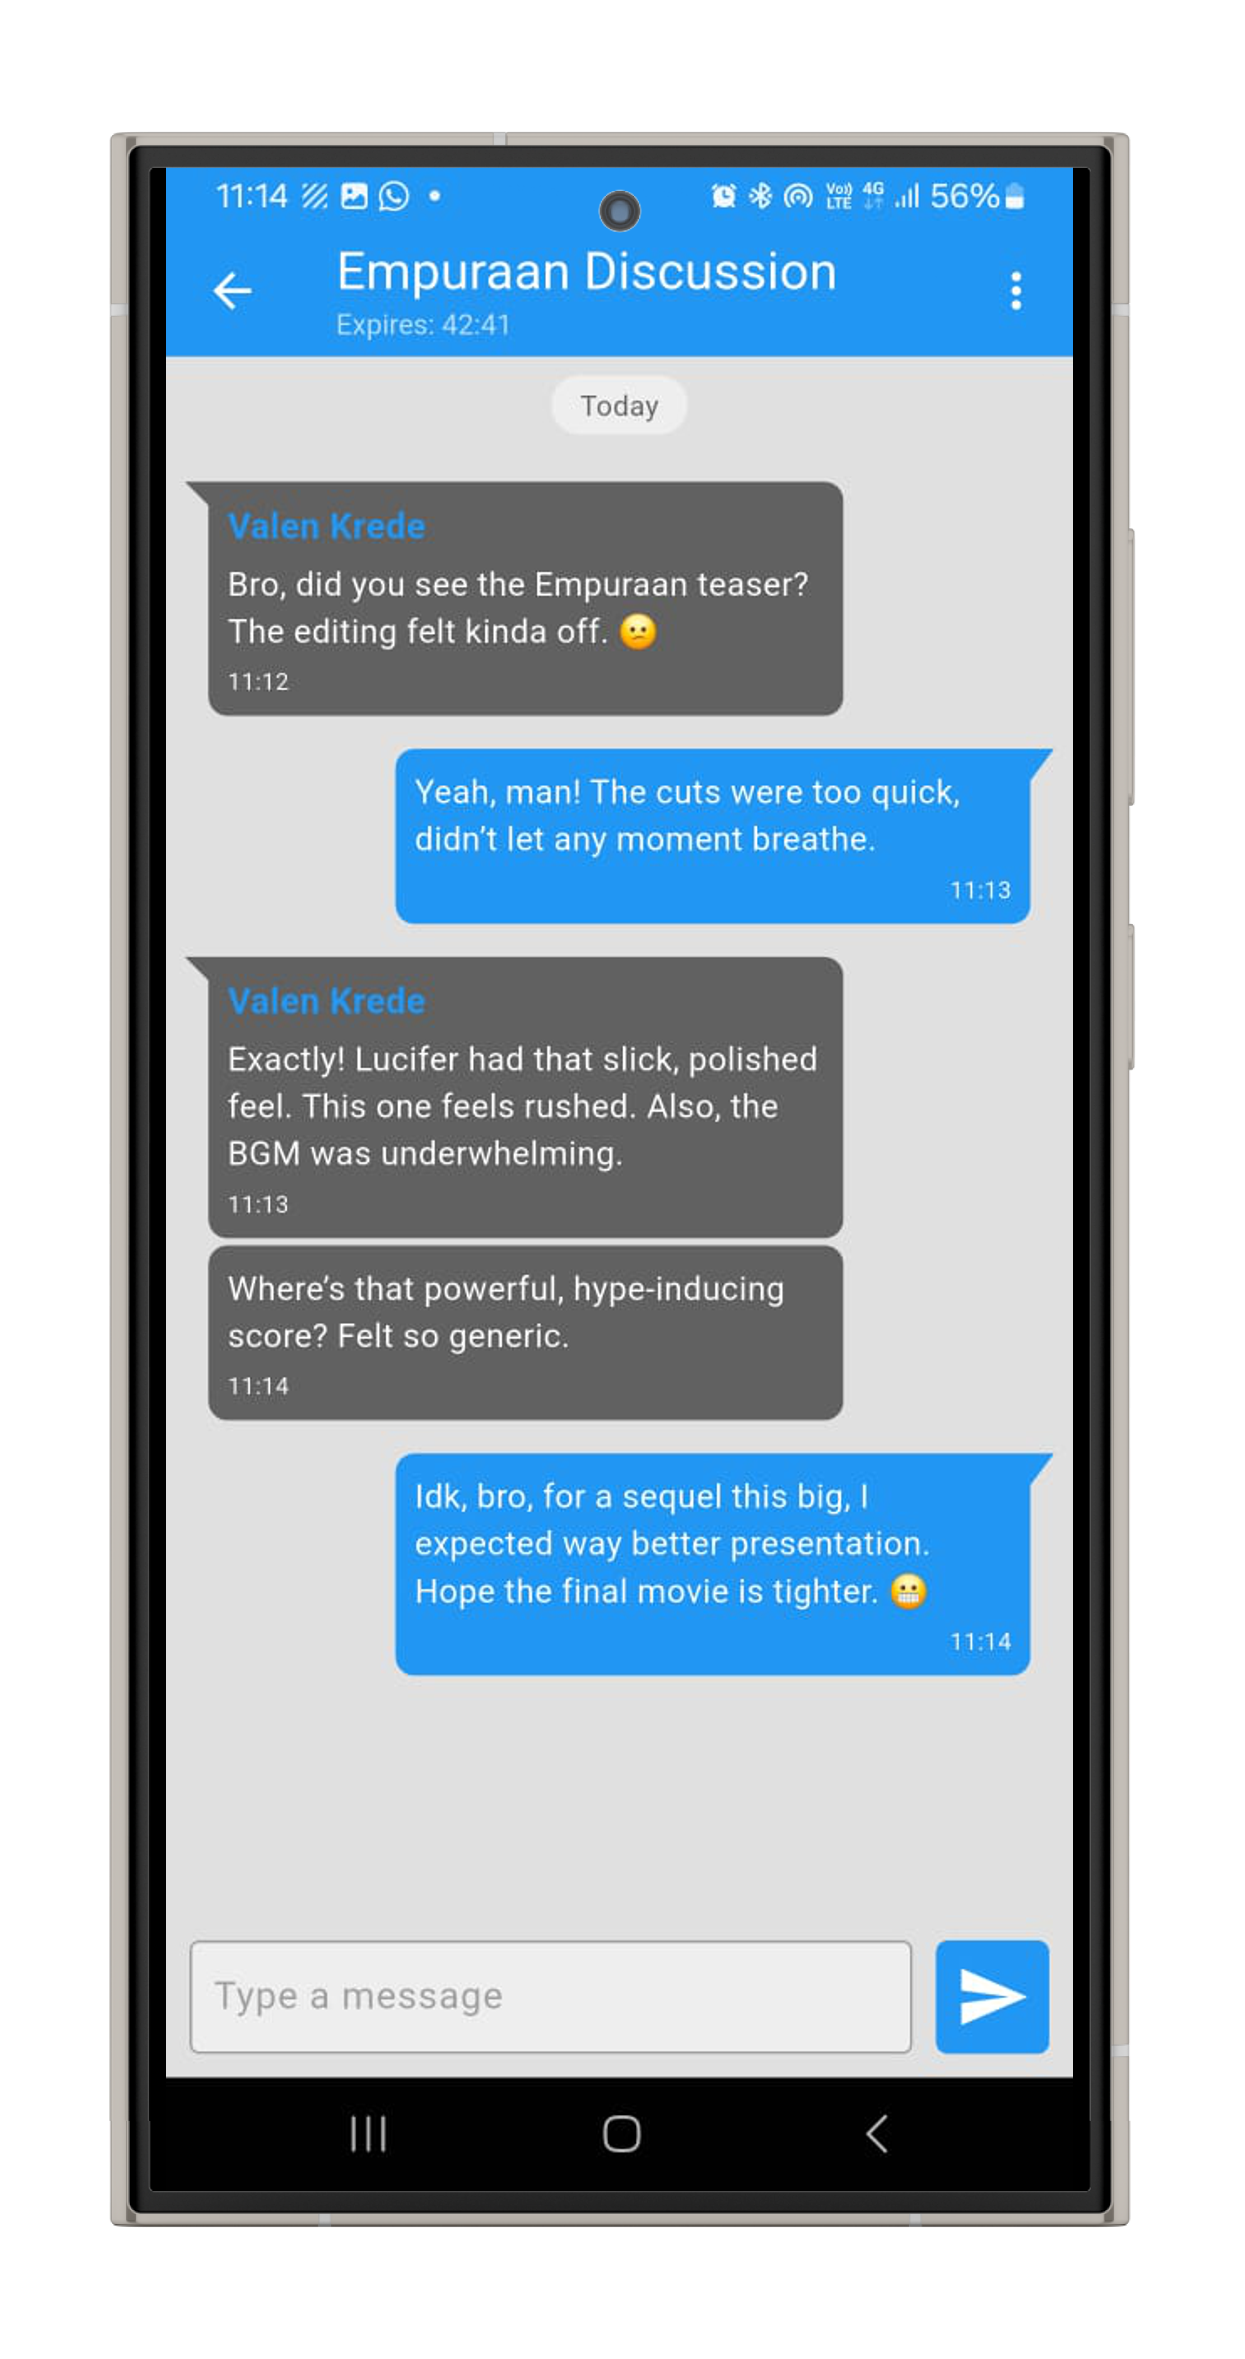 11:14 Vo)) LTE 4G 56%
Empuraan Discussion
Expires: 42:41
Today
Valen Krede
Bro, did you see the Empuraan teaser?
The editing felt kinda off. 😕
11:12
Yeah, man! The cuts were too quick,
didn’t let any moment breathe.
11:13
Valen Krede
Exactly! Lucifer had that slick, polished
feel. This one feels rushed. Also, the
BGM was underwhelming.
11:13
Where’s that powerful, hype-inducing
score? Felt so generic.
11:14
Idk, bro, for a sequel this big, I
expected way better presentation.
Hope the final movie is tighter. 😬
11:14
Type a message